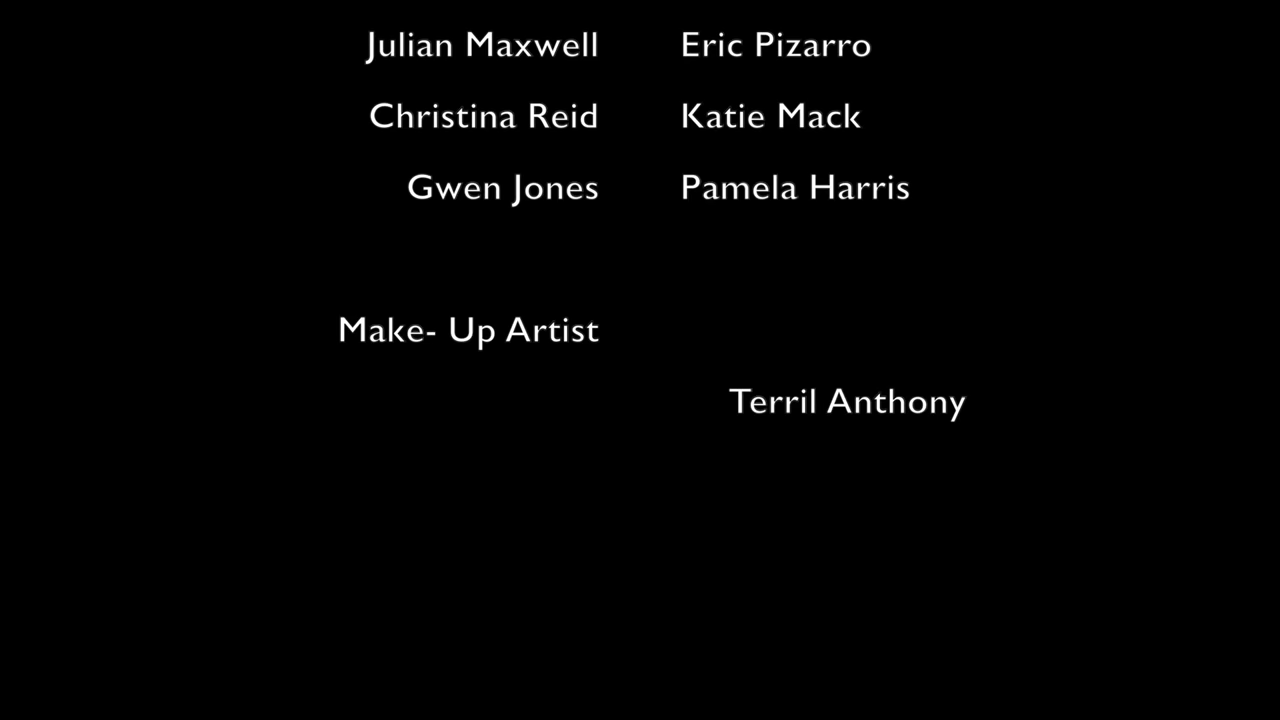 Julian Maxwell Eric Pizarro
Christina Reid Katie Mack
Gwen Jones Pamela Harris
Make- Up Artist
Terril Anthony